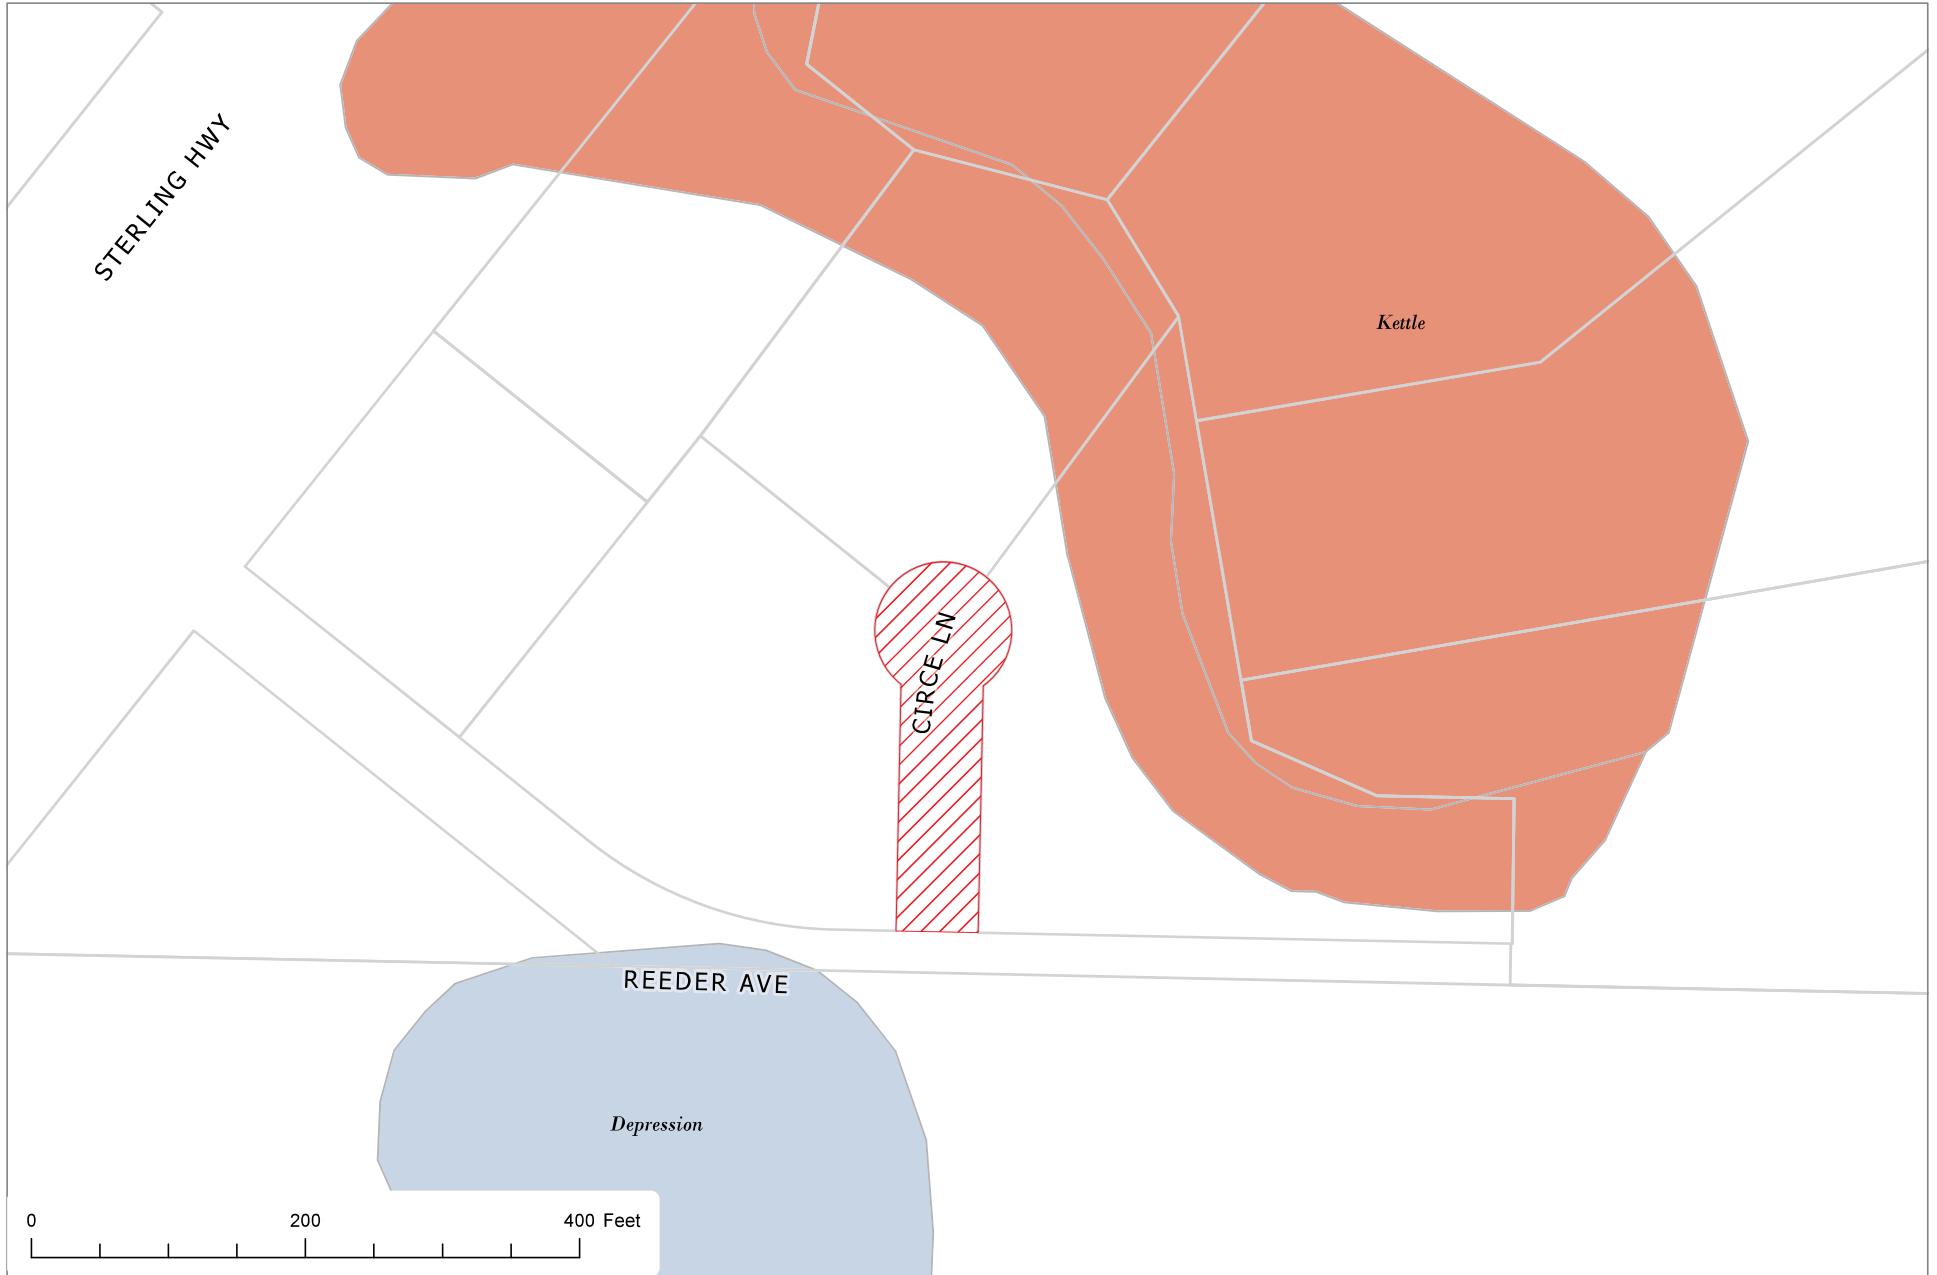 STERLING HWY
Kettle
CIRCE LN
REEDER AVE
Depression
0 200 400 Feet